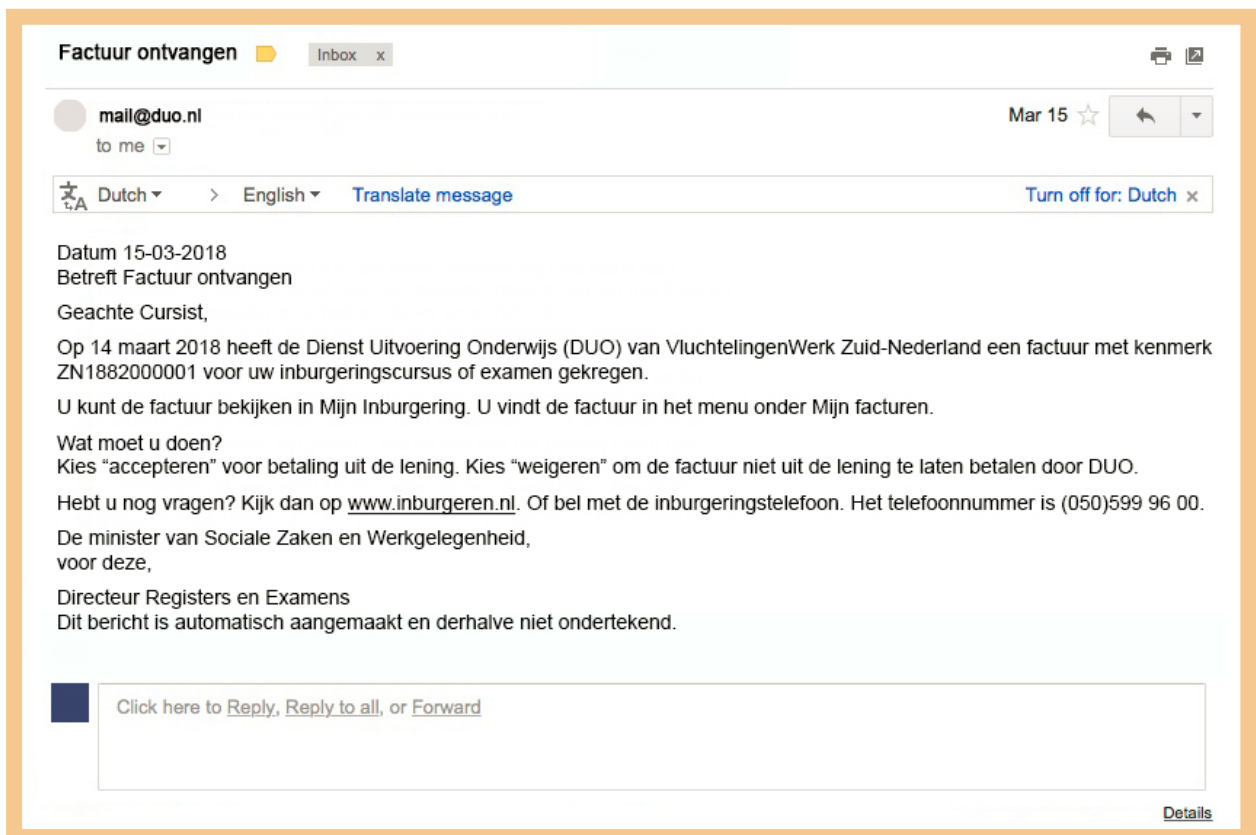 Factuur ontvangen
Inbox x
mail@duo.nl
Mar 15
to me
Dutch > English Translate message Turn off for: Dutch x
Datum 15-03-2018
Betreft Factuur ontvangen
Geachte Cursist,
Op 14 maart 2018 heeft de Dienst Uitvoering Onderwijs (DUO) van VluchtelingenWerk Zuid-Nederland een factuur met kenmerk
ZN1882000001 voor uw inburgeringscursus of examen gekregen.
U kunt de factuur bekijken in Mijn Inburgering. U vindt de factuur in het menu onder Mijn facturen.
Wat moet u doen?
Kies “accepteren” voor betaling uit de lening. Kies “weigeren” om de factuur niet uit de lening te laten betalen door DUO.
Hebt u nog vragen? Kijk dan op www.inburgeren.nl. Of bel met de inburgeringstelefoon. Het telefoonnummer is (050)599 96 00.
De minister van Sociale Zaken en Werkgelegenheid,
voor deze,
Directeur Registers en Examens
Dit bericht is automatisch aangemaakt en derhalve niet ondertekend.
Click here to Reply, Reply to all, or Forward
Details